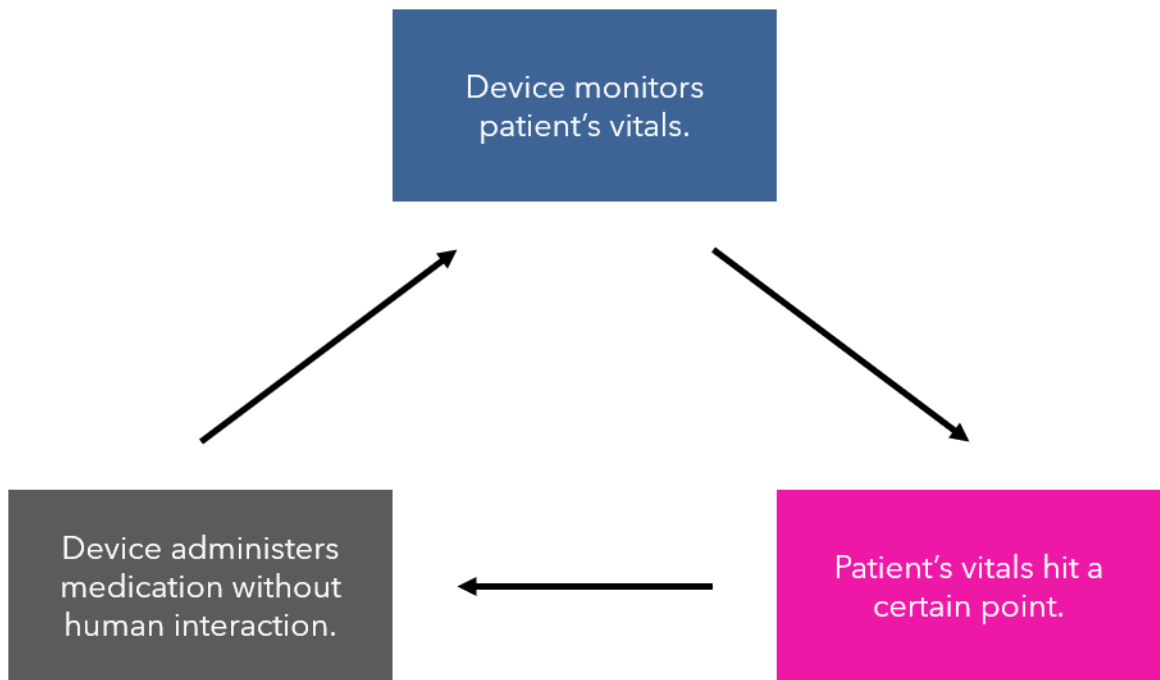 Device monitors
patient’s vitals.
Patient’s vitals hit a
certain point.
Device administers
medication without
human interaction.